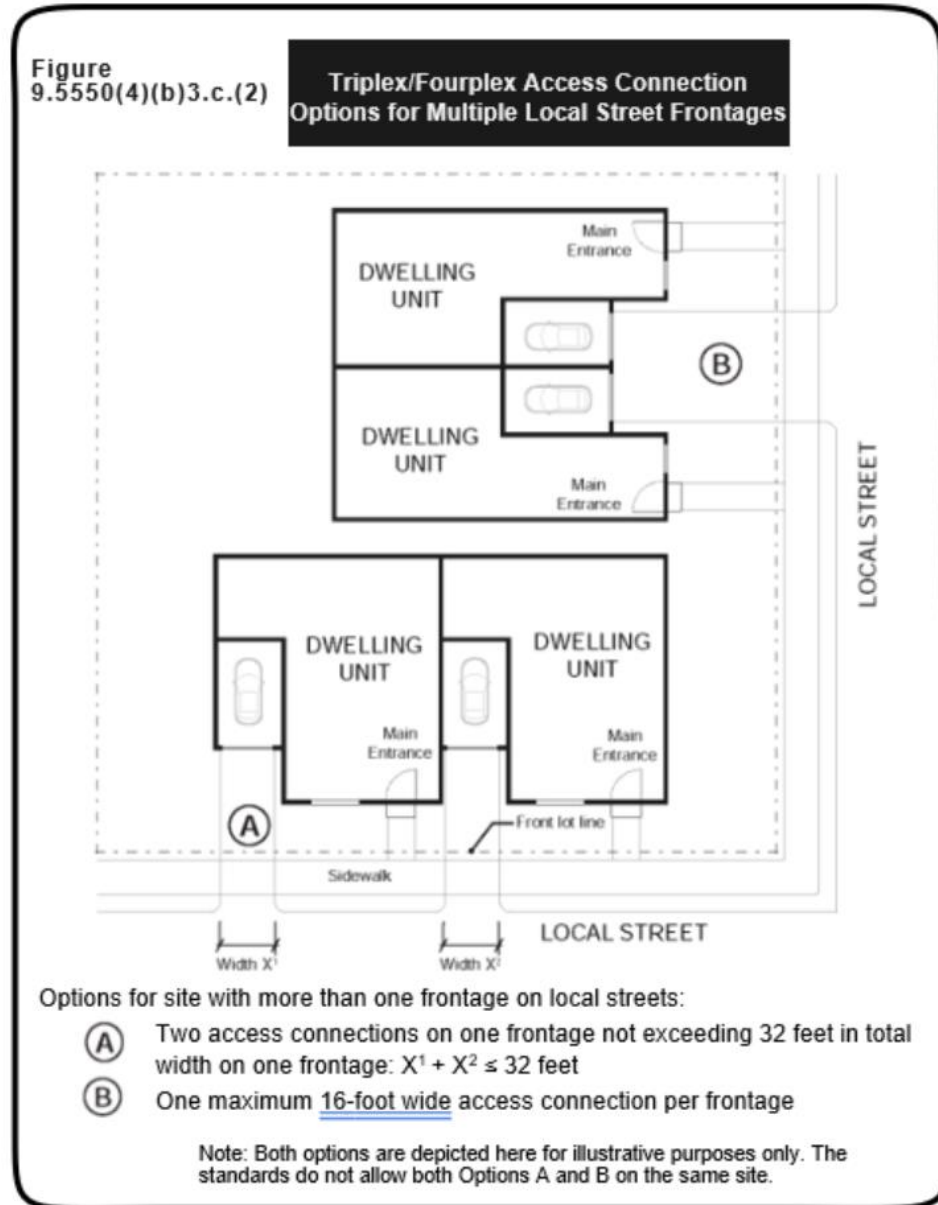 Figure
9.5550(4)(b)3.c.(2)
Triplex/Fourplex Access Connection
Options for Multiple Local Street Frontages
Main
Entrance
DWELLING
UNIT
B
DWELLING
UNIT
Main
Entrance
LOCAL STREET
DWELLING
UNIT
DWELLING
UNIT
Main
Entrance
Main
Entrance
A
Front lot line
Sidewalk
LOCAL STREET
Width X¹
Width X²
Options for site with more than one frontage on local streets:
A Two access connections on one frontage not exceeding 32 feet in total
width on one frontage: X¹ + X² ≤ 32 feet
B One maximum 16-foot wide access connection per frontage
Note: Both options are depicted here for illustrative purposes only. The
standards do not allow both Options A and B on the same site.